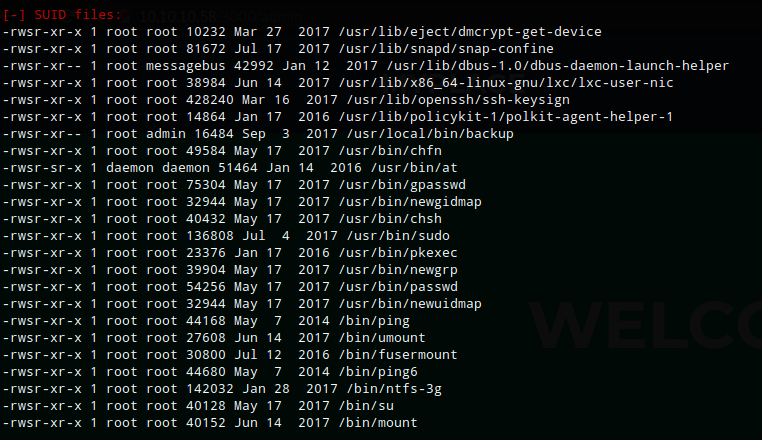 [-] SUID files:
-rwsr-xr-x 1 root root 10232 Mar 27  2017 /usr/lib/eject/dmcrypt-get-device
-rwsr-xr-x 1 root root 81672 Jul 17  2017 /usr/lib/snapd/snap-confine
-rwsr-xr-- 1 root messagebus 42992 Jan 12  2017 /usr/lib/dbus-1.0/dbus-daemon-launch-helper
-rwsr-xr-x 1 root root 38984 Jun 14  2017 /usr/lib/x86_64-linux-gnu/lxc/lxc-user-nic
-rwsr-xr-x 1 root root 428240 Mar 16  2017 /usr/lib/openssh/ssh-keysign
-rwsr-xr-x 1 root root 14864 Jan 17  2016 /usr/lib/policykit-1/polkit-agent-helper-1
-rwsr-xr-- 1 root admin 16484 Sep  3  2017 /usr/local/bin/backup
-rwsr-xr-x 1 root root 49584 May 17  2017 /usr/bin/chfn
-rwsr-sr-x 1 daemon daemon 51464 Jan 14  2016 /usr/bin/at
-rwsr-xr-x 1 root root 75304 May 17  2017 /usr/bin/gpasswd
-rwsr-xr-x 1 root root 32944 May 17  2017 /usr/bin/newgidmap
-rwsr-xr-x 1 root root 40432 May 17  2017 /usr/bin/chsh
-rwsr-xr-x 1 root root 136808 Jul  4  2017 /usr/bin/sudo
-rwsr-xr-x 1 root root 23376 Jan 17  2016 /usr/bin/pkexec
-rwsr-xr-x 1 root root 39904 May 17  2017 /usr/bin/newgrp
-rwsr-xr-x 1 root root 54256 May 17  2017 /usr/bin/passwd
-rwsr-xr-x 1 root root 32944 May 17  2017 /usr/bin/newuidmap
-rwsr-xr-x 1 root root 44168 May  7  2014 /bin/ping
-rwsr-xr-x 1 root root 27608 Jun 14  2017 /bin/umount
-rwsr-xr-x 1 root root 30800 Jul 12  2016 /bin/fusermount
-rwsr-xr-x 1 root root 44680 May  7  2014 /bin/ping6
-rwsr-xr-x 1 root root 142032 Jan 28  2017 /bin/ntfs-3g
-rwsr-xr-x 1 root root 40128 May 17  2017 /bin/su
-rwsr-xr-x 1 root root 40152 Jun 14  2017 /bin/mount
WELCO